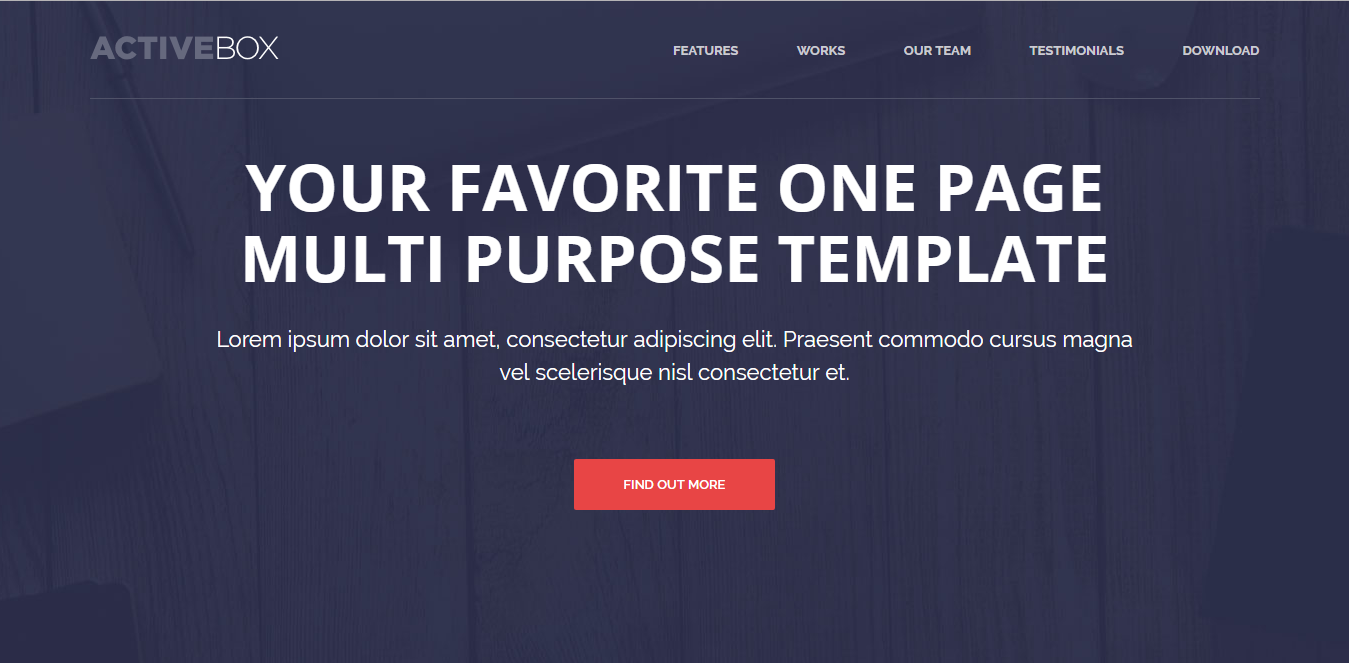 ACTIVEBOX
FEATURES WORKS OUR TEAM TESTIMONIALS DOWNLOAD
YOUR FAVORITE ONE PAGE
MULTI PURPOSE TEMPLATE
Lorem ipsum dolor sit amet, consectetur adipiscing elit. Praesent commodo cursus magna
vel scelerisque nisl consectetur et.
FIND OUT MORE